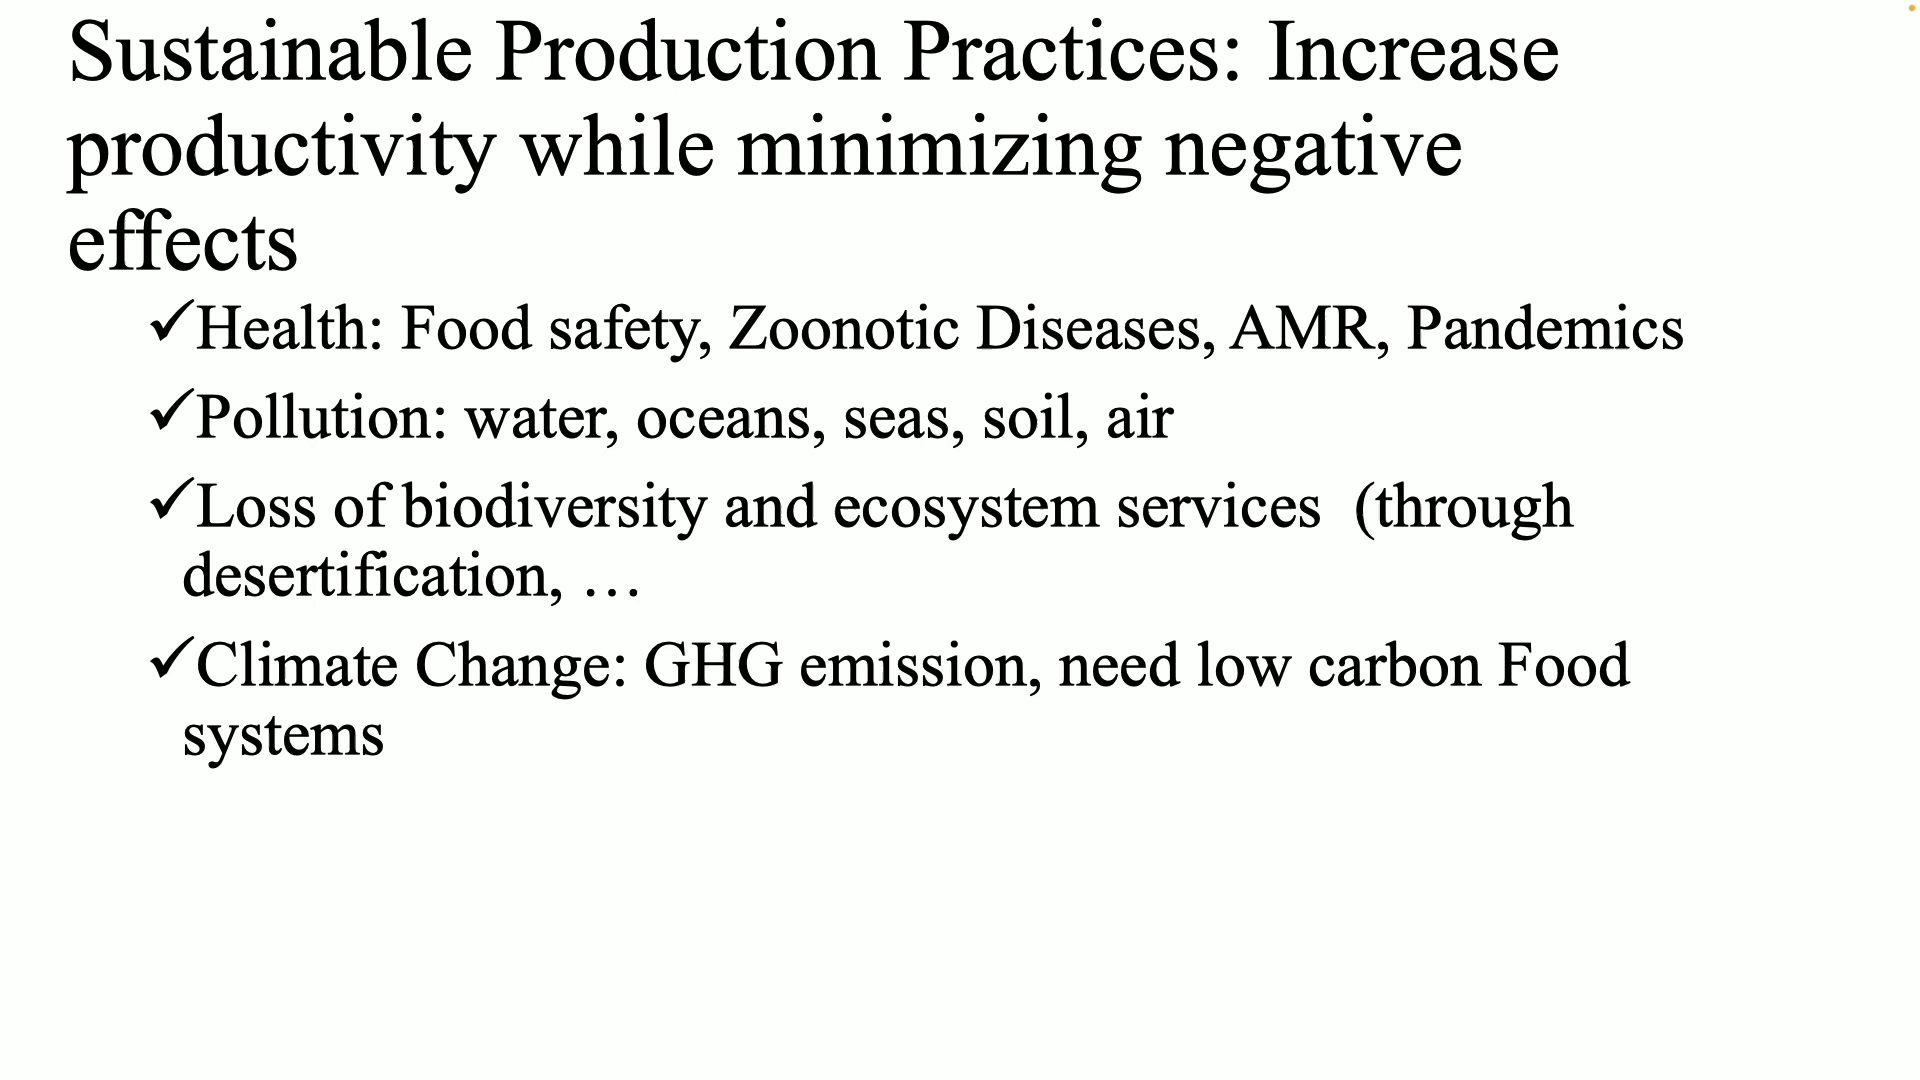 Sustainable Production Practices: Increase
productivity while minimizing negative
effects
✓Health: Food safety, Zoonotic Diseases, AMR, Pandemics
✓Pollution: water, oceans, seas, soil, air
✓Loss of biodiversity and ecosystem services  (through
desertification, …
✓Climate Change: GHG emission, need low carbon Food
systems